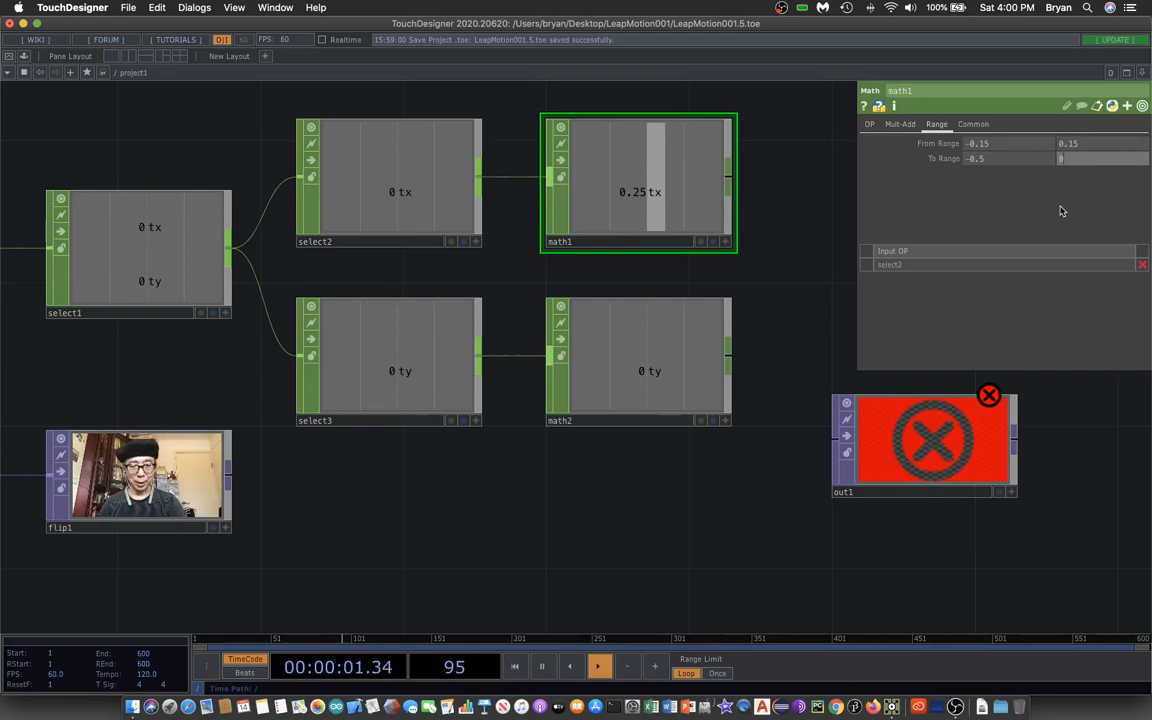 TouchDesigner File Edit Dialogs View Window Help 100% Sat 4:00 PM Bryan
TouchDesigner 2020.20620: /Users/bryan/Desktop/LeapMotion001/LeapMotion001.5.toe
[ WIKI ] [ FORUM ] [ TUTORIALS ] O|I 60 FPS: 60 Realtime 15:59:00 Save Project .toe: LeapMotion001.5.toe saved successfully. [ UPDATE ]
Pane Layout New Layout +
/ project1
Math math1
OP Mult-Add Range Common
From Range -0.15 0.15
To Range -0.5 0
Input OP
select2
0 tx
0 ty
select1
0 tx
select2
0.25 tx
math1
0 ty
select3
0 ty
math2
flip1
out1
1 51 101 151 201 251 301 351 401 451 501 551 600
Start: 1 End: 600
RStart: 1 REnd: 600
FPS: 60.0 Tempo: 120.0
ResetF: 1 T Sig: 4 4
TimeCode
Beats
00:00:01.34
95
Range Limit
Loop Once
Time Path: /